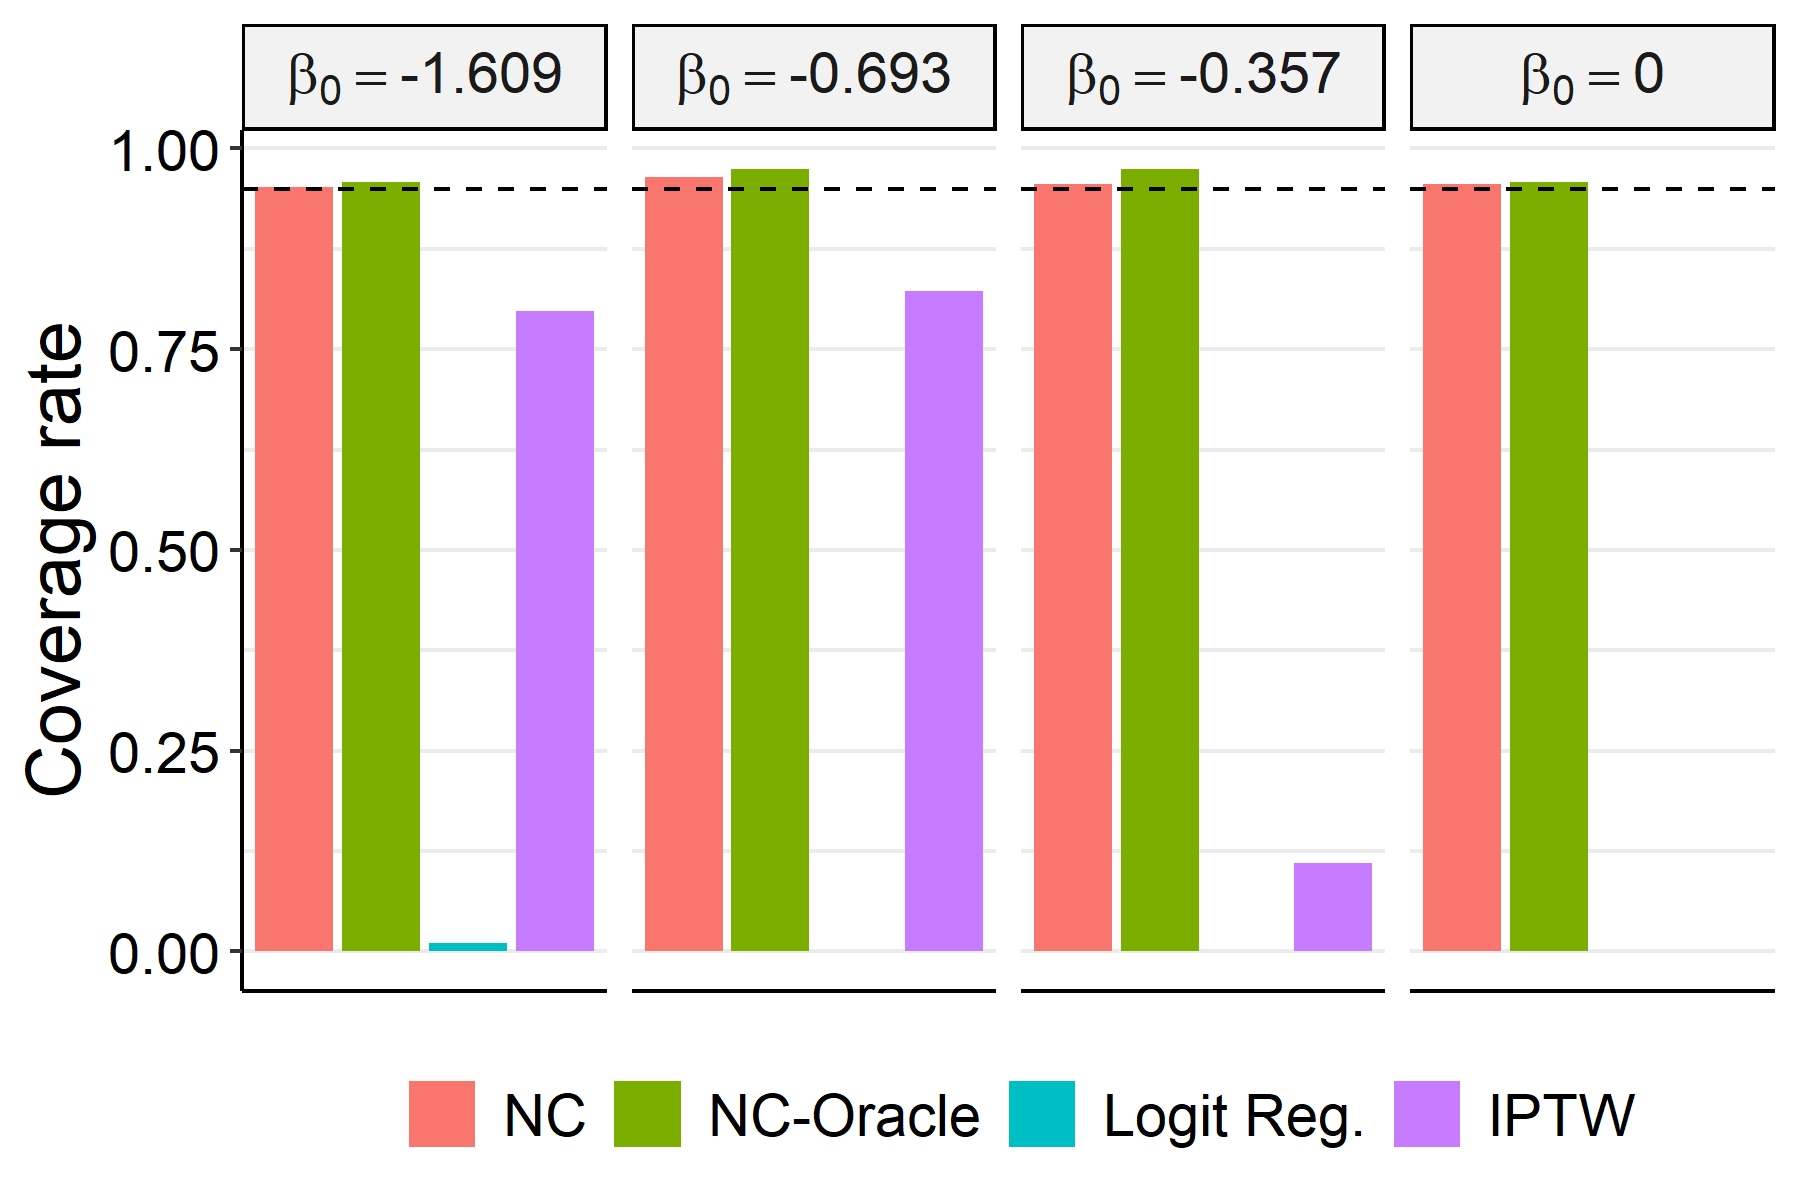 β₀ = -1.609
β₀ = -0.693
β₀ = -0.357
β₀ = 0
Coverage rate
1.00
0.75
0.50
0.25
0.00
NC
NC-Oracle
Logit Reg.
IPTW